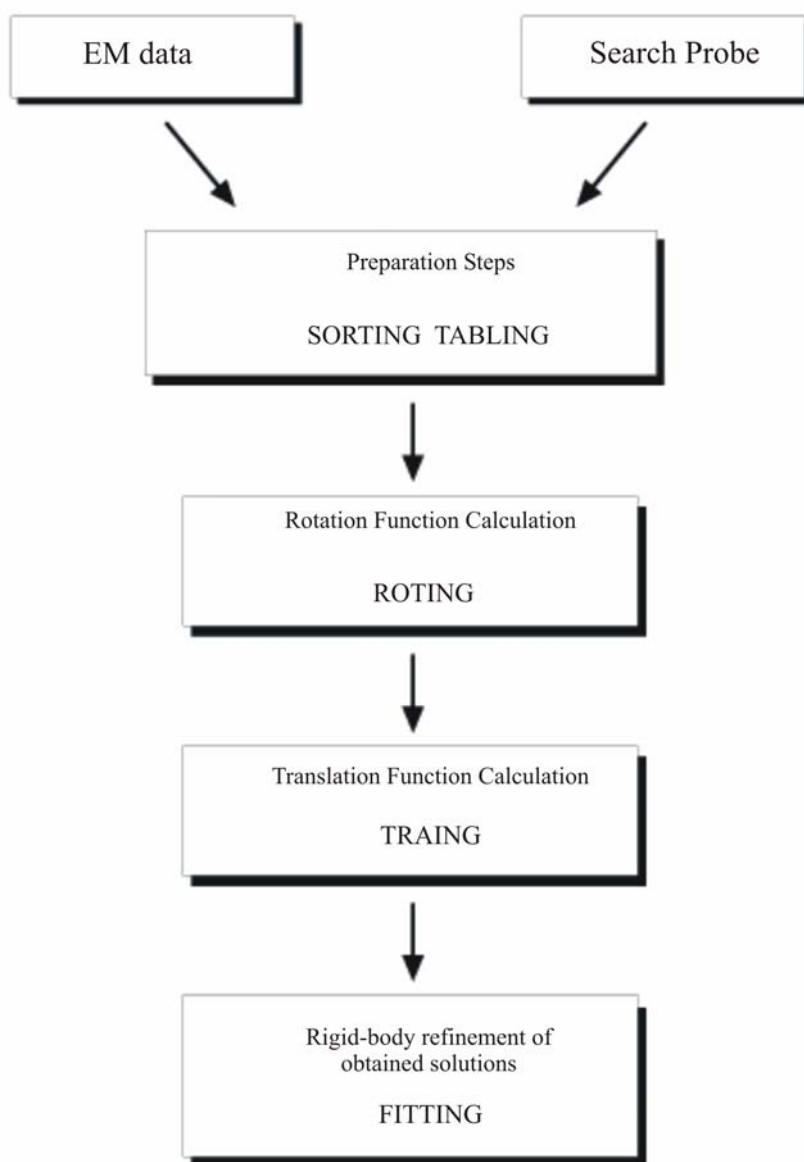 EM data
Search Probe
Preparation Steps
SORTING TABLING
Rotation Function Calculation
ROTING
Translation Function Calculation
TRAING
Rigid-body refinement of
obtained solutions
FITTING